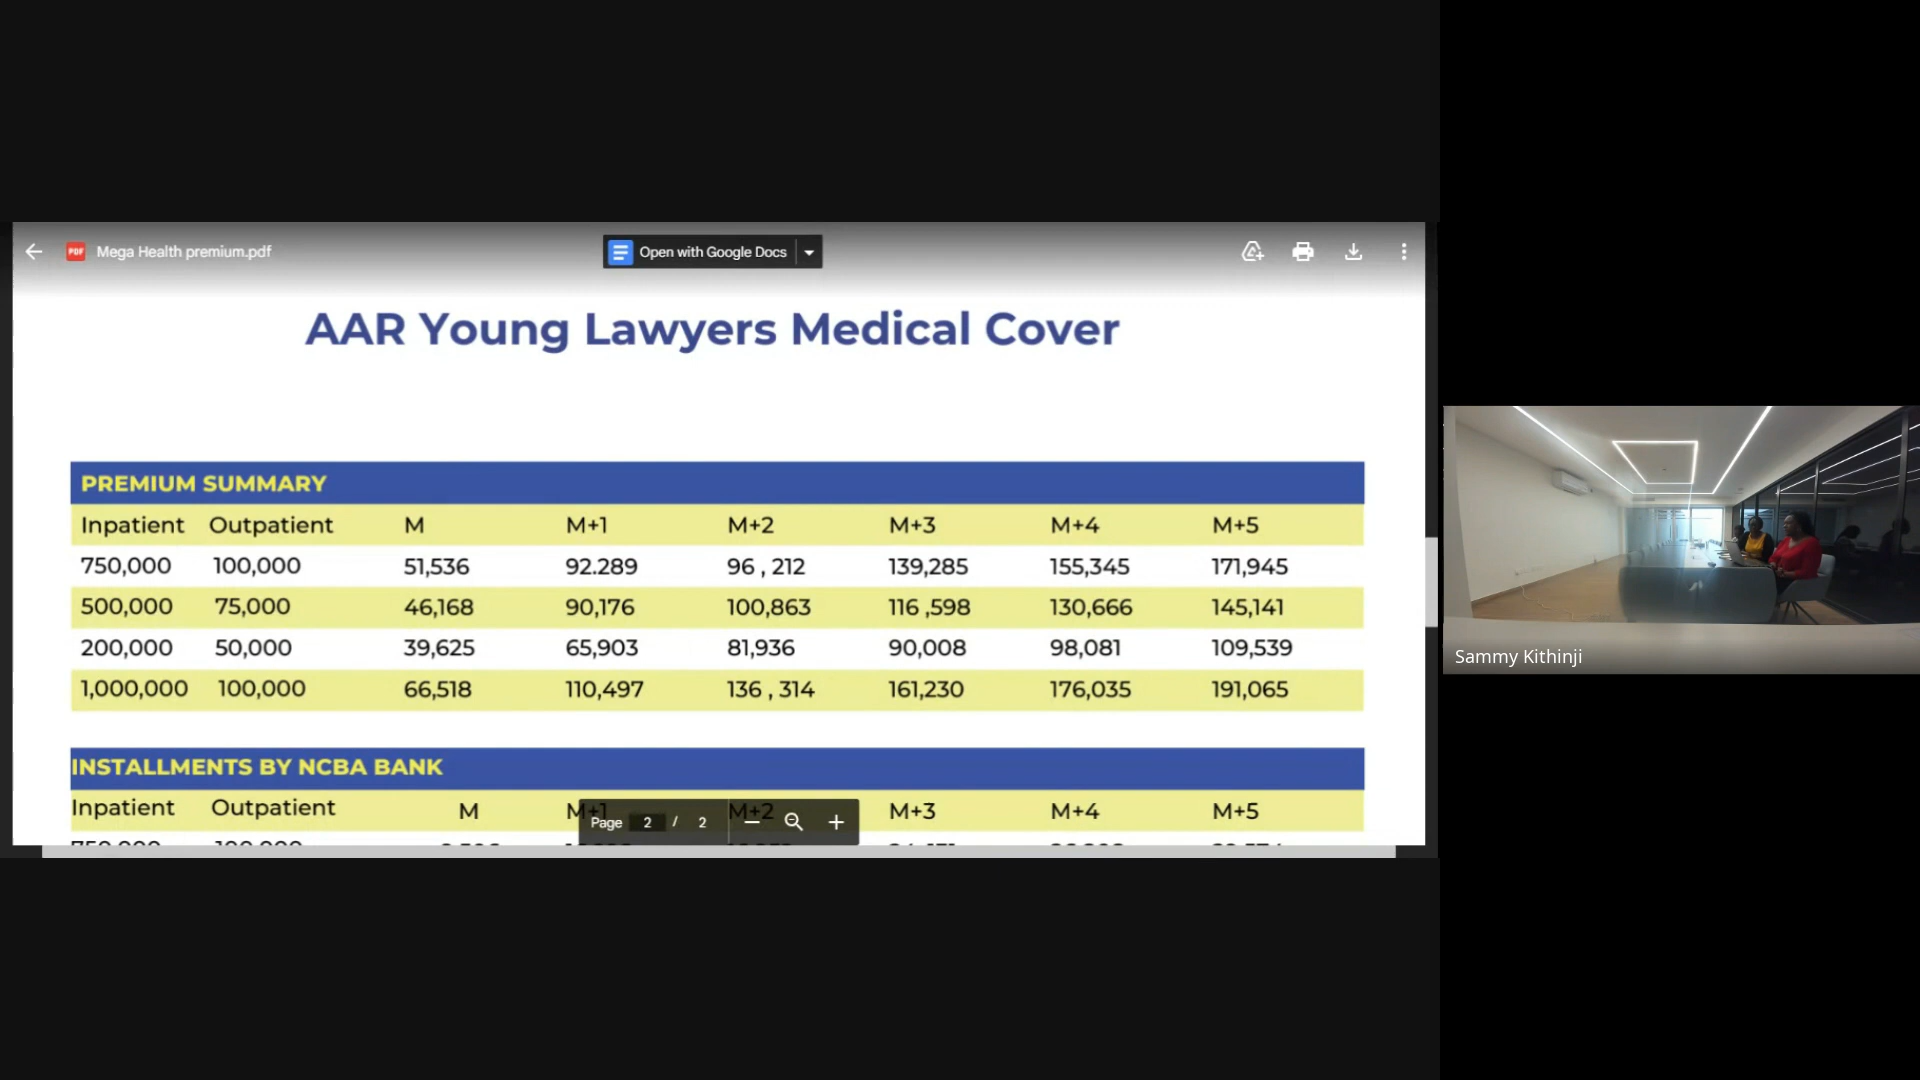 Mega Health premium.pdf
Open with Google Docs
AAR Young Lawyers Medical Cover
PREMIUM SUMMARY
Inpatient Outpatient M M+1 M+2 M+3 M+4 M+5
750,000 100,000 51,536 92.289 96 , 212 139,285 155,345 171,945
500,000 75,000 46,168 90,176 100,863 116 ,598 130,666 145,141
200,000 50,000 39,625 65,903 81,936 90,008 98,081 109,539
1,000,000 100,000 66,518 110,497 136 , 314 161,230 176,035 191,065
INSTALLMENTS BY NCBA BANK
Inpatient Outpatient M M+1 M+2 M+3 M+4 M+5
Page 2 / 2
Sammy Kithinji